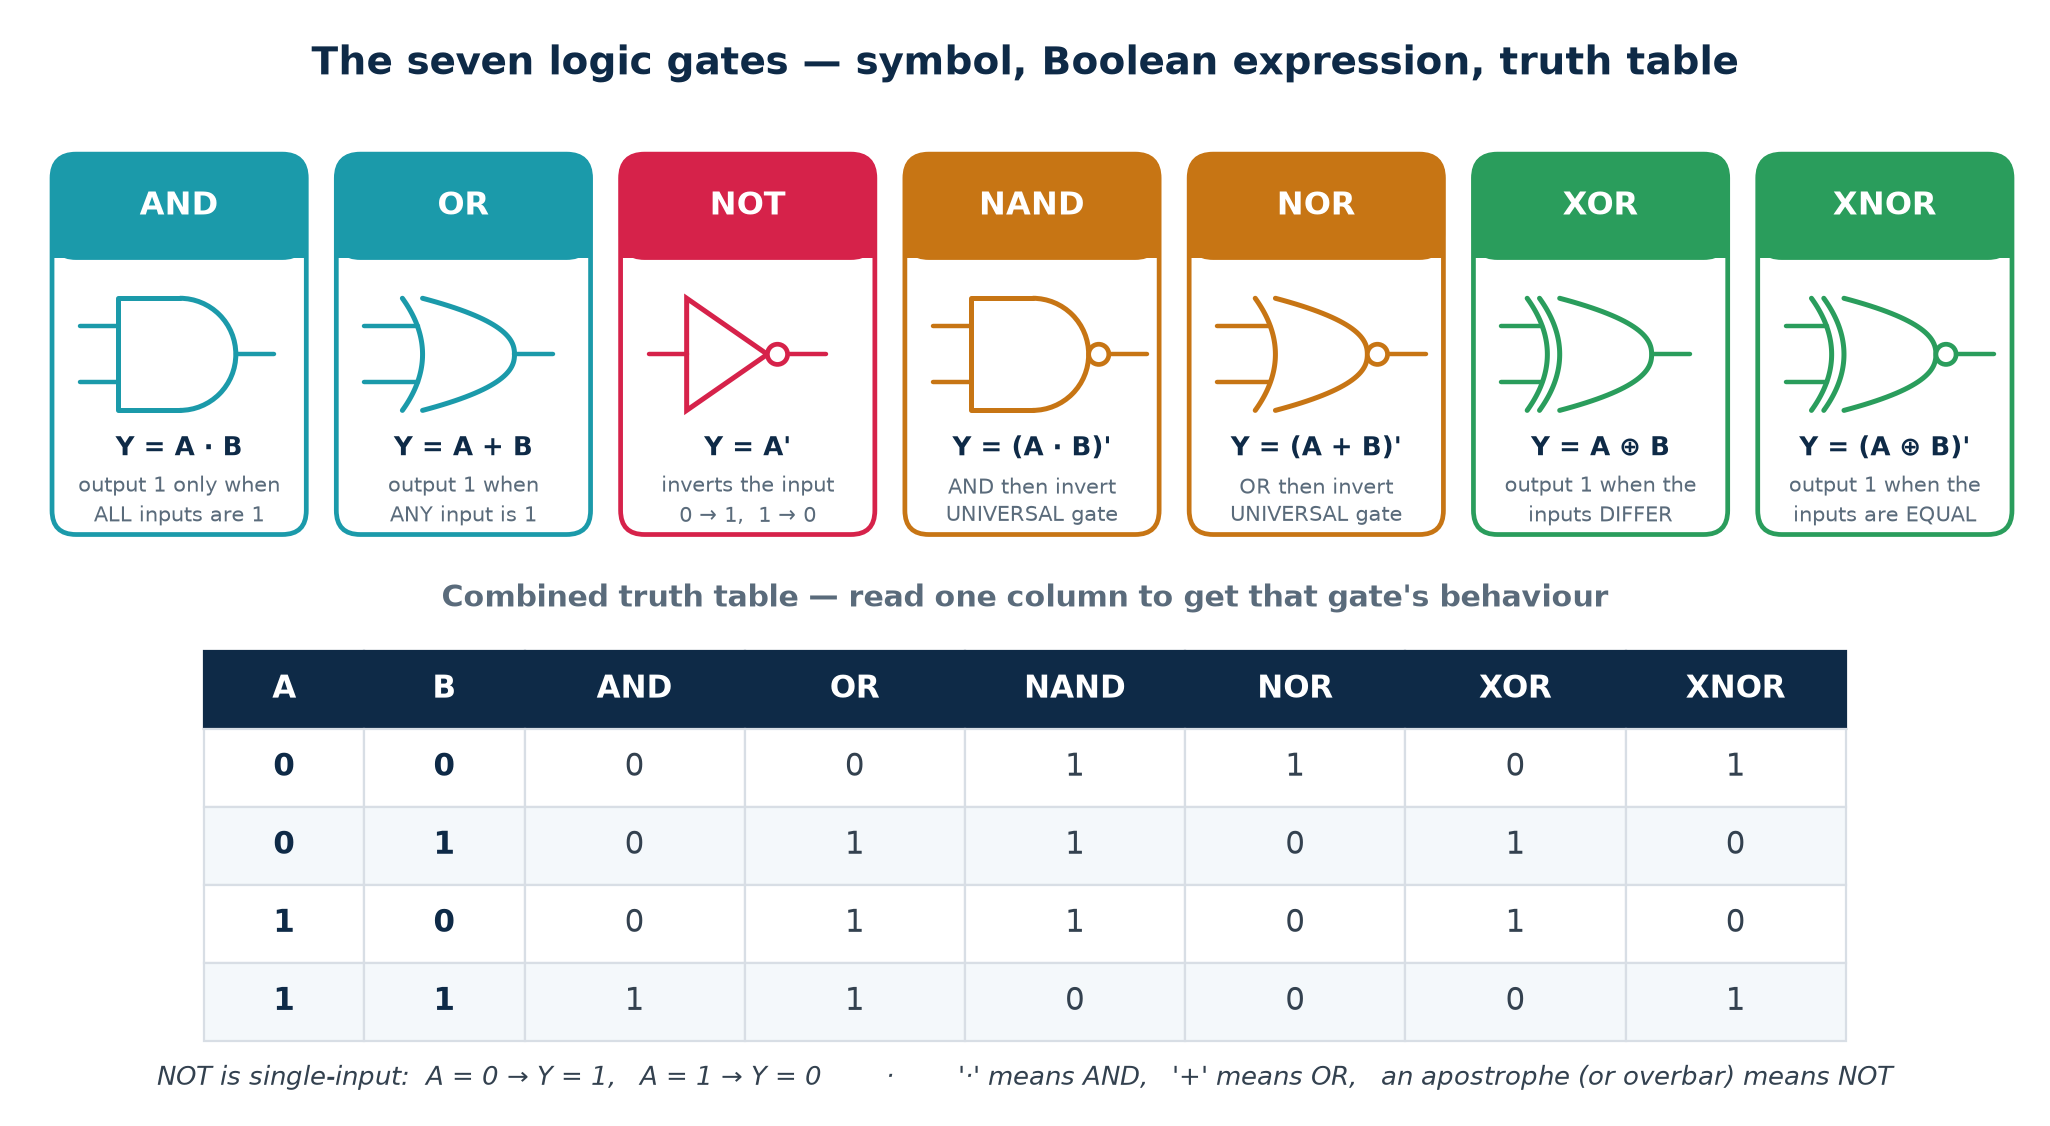 The seven logic gates — symbol, Boolean expression, truth table
AND
Y = A · B
output 1 only when
ALL inputs are 1
OR
Y = A + B
output 1 when
ANY input is 1
NOT
Y = A'
inverts the input
0 → 1, 1 → 0
NAND
Y = (A · B)'
AND then invert
UNIVERSAL gate
NOR
Y = (A + B)'
OR then invert
UNIVERSAL gate
XOR
Y = A ⊕ B
output 1 when the
inputs DIFFER
XNOR
Y = (A ⊕ B)'
output 1 when the
inputs are EQUAL
Combined truth table — read one column to get that gate's behaviour
A B AND OR NAND NOR XOR XNOR
0 0 0 0 1 1 0 1
0 1 0 1 1 0 1 0
1 0 0 1 1 0 1 0
1 1 1 1 0 0 0 1
NOT is single-input: A = 0 → Y = 1, A = 1 → Y = 0 · '·' means AND, '+' means OR, an apostrophe (or overbar) means NOT